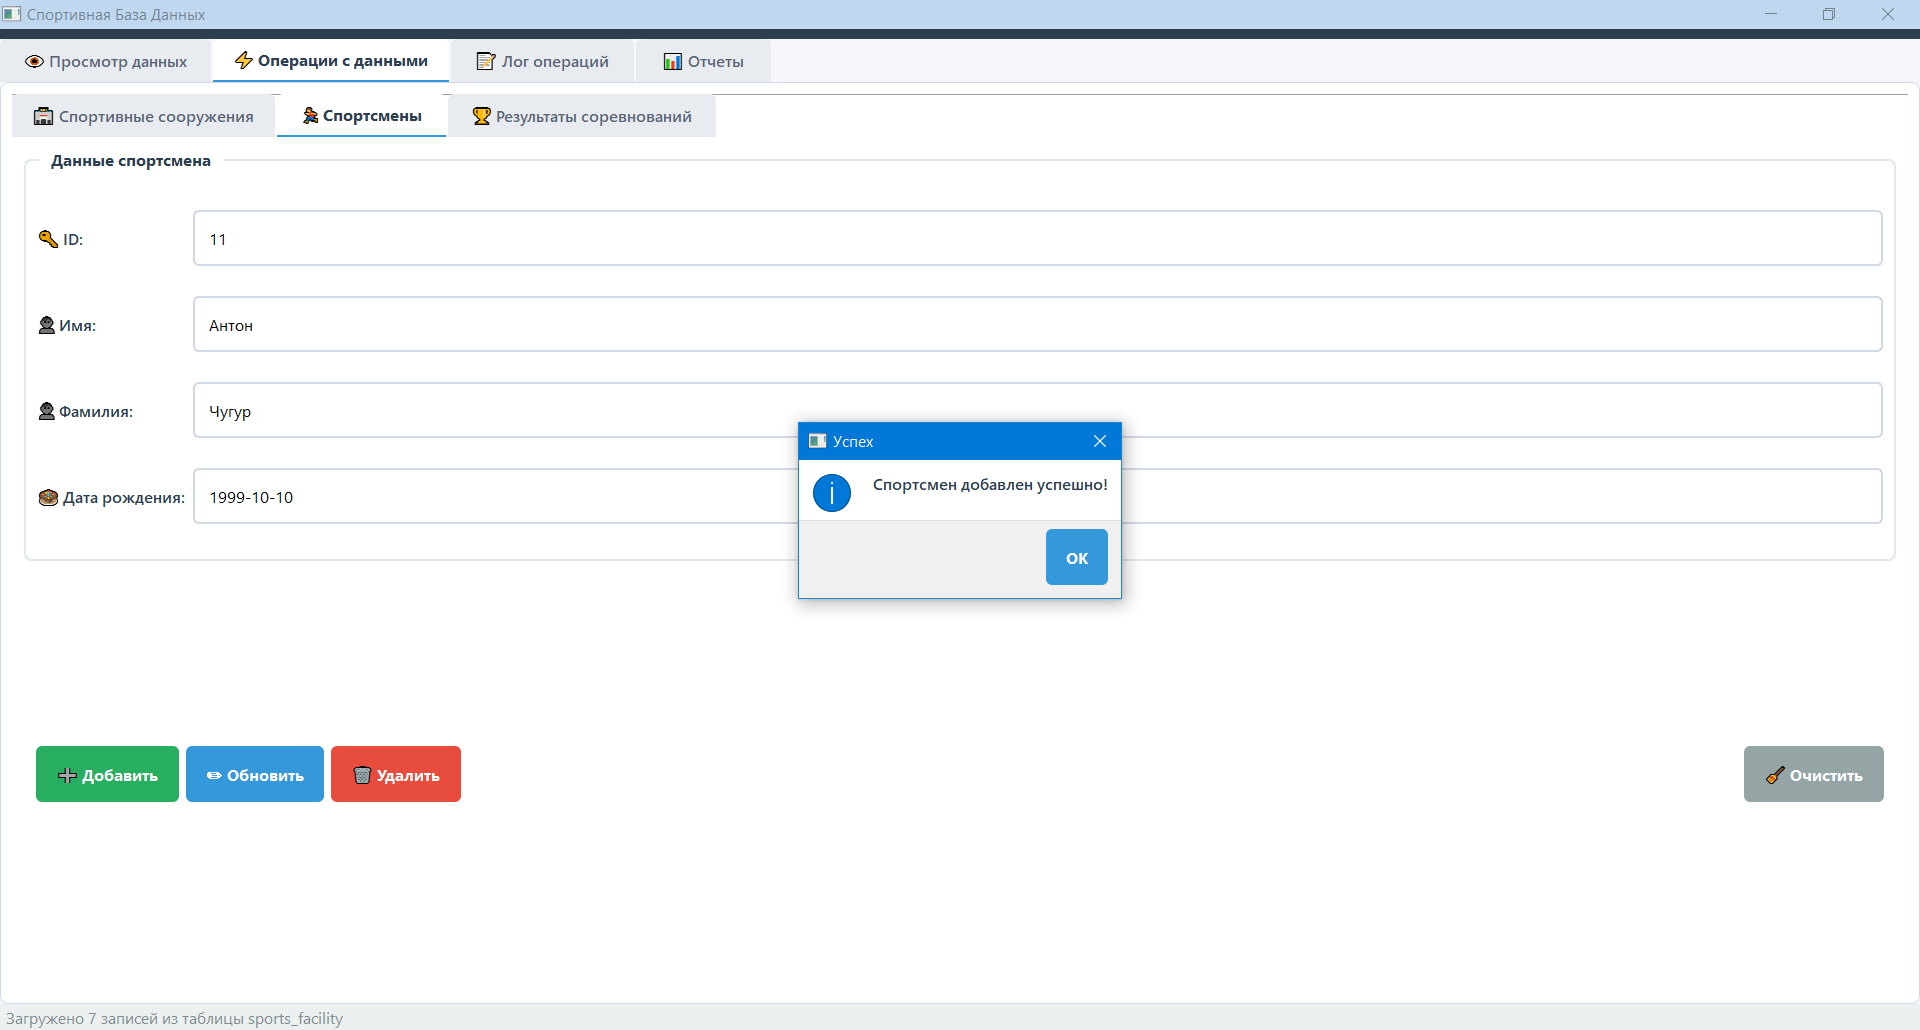 Спортивная База Данных
Просмотр данных
Операции с данными
Лог операций
Отчеты
Спортивные сооружения
Спортсмены
Результаты соревнований
Данные спортсмена
ID:
11
Имя:
Антон
Фамилия:
Чугур
Дата рождения:
1999-10-10
Успех
Спортсмен добавлен успешно!
ОК
Добавить
Обновить
Удалить
Очистить
Загружено 7 записей из таблицы sports_facility